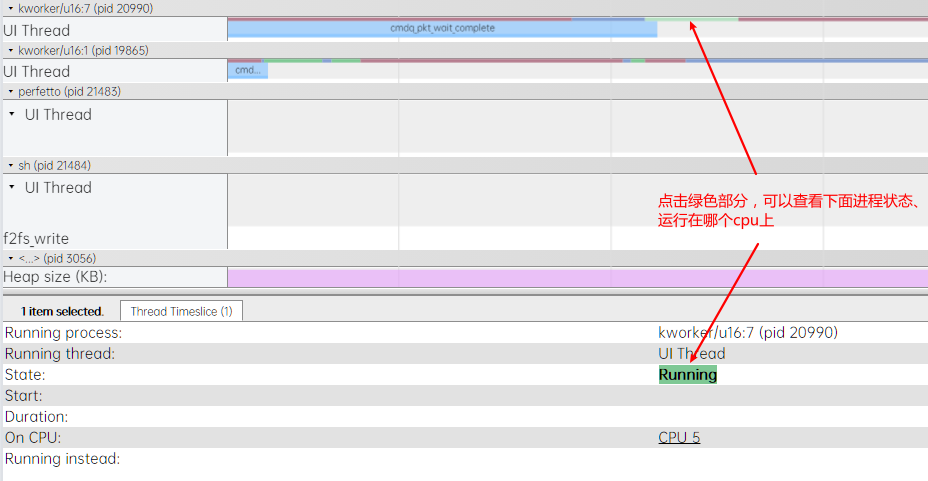 kworker/u16:7 (pid 20990)
UI Thread
cmdq_pkt_wait_complete
kworker/u16:1 (pid 19865)
UI Thread
cmd...
perfetto (pid 21483)
UI Thread
sh (pid 21484)
UI Thread
点击绿色部分，可以查看下面进程状态、
运行在哪个cpu上
f2fs_write
<...> (pid 3056)
Heap size (KB):
1 item selected.
Thread Timeslice (1)
Running process: kworker/u16:7 (pid 20990)
Running thread: UI Thread
State: Running
Start:
Duration:
On CPU: CPU 5
Running instead: